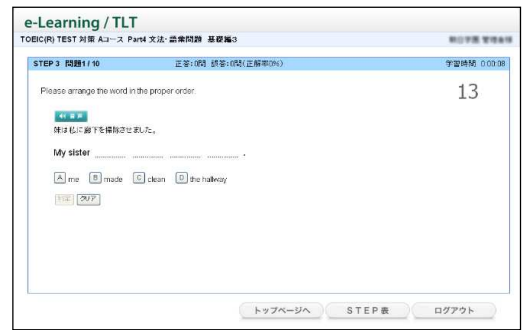 e-Learning / TLT
TOEIC(R) TEST 対策 Aコース Part4 文法・語彙問題 基礎編3
STEP 3 問題1 / 10 正答:0問 誤答:0問(正解率0%) 学習時間 0:00:08
Please arrange the word in the proper order.
13
妹は私に廊下を掃除させました。
My sister .............. .............. .............. .............. .
A me B made C clean D the hallway
クリア
トップページへ STEP表 ログアウト